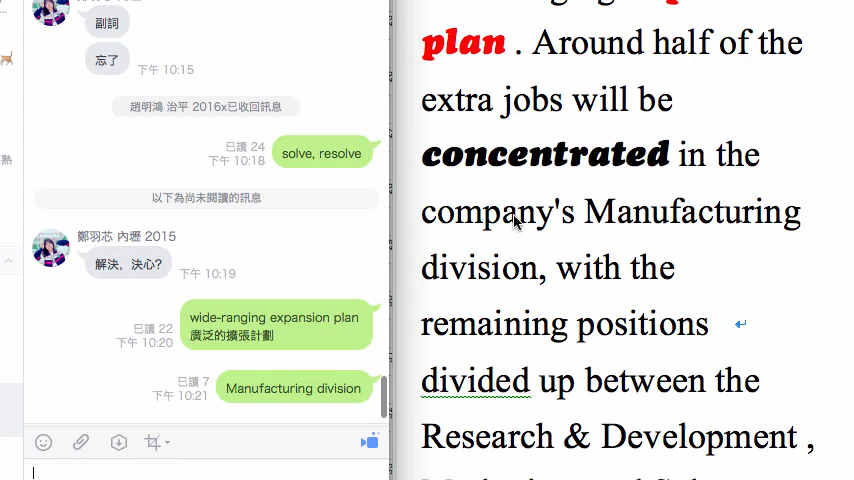 副詞
忘了
下午 10:15
趙明鴻 治平 2016x已收回訊息
已讀 24
下午 10:18
solve, resolve
以下為尚未閱讀的訊息
鄭羽芯 內壢 2015
解決，決心?
下午 10:19
wide-ranging expansion plan
廣泛的擴張計劃
已讀 22
下午 10:20
Manufacturing division
已讀 7
下午 10:21
plan . Around half of the
extra jobs will be
concentrated in the
company's Manufacturing
division, with the
remaining positions
divided up between the
Research & Development ,